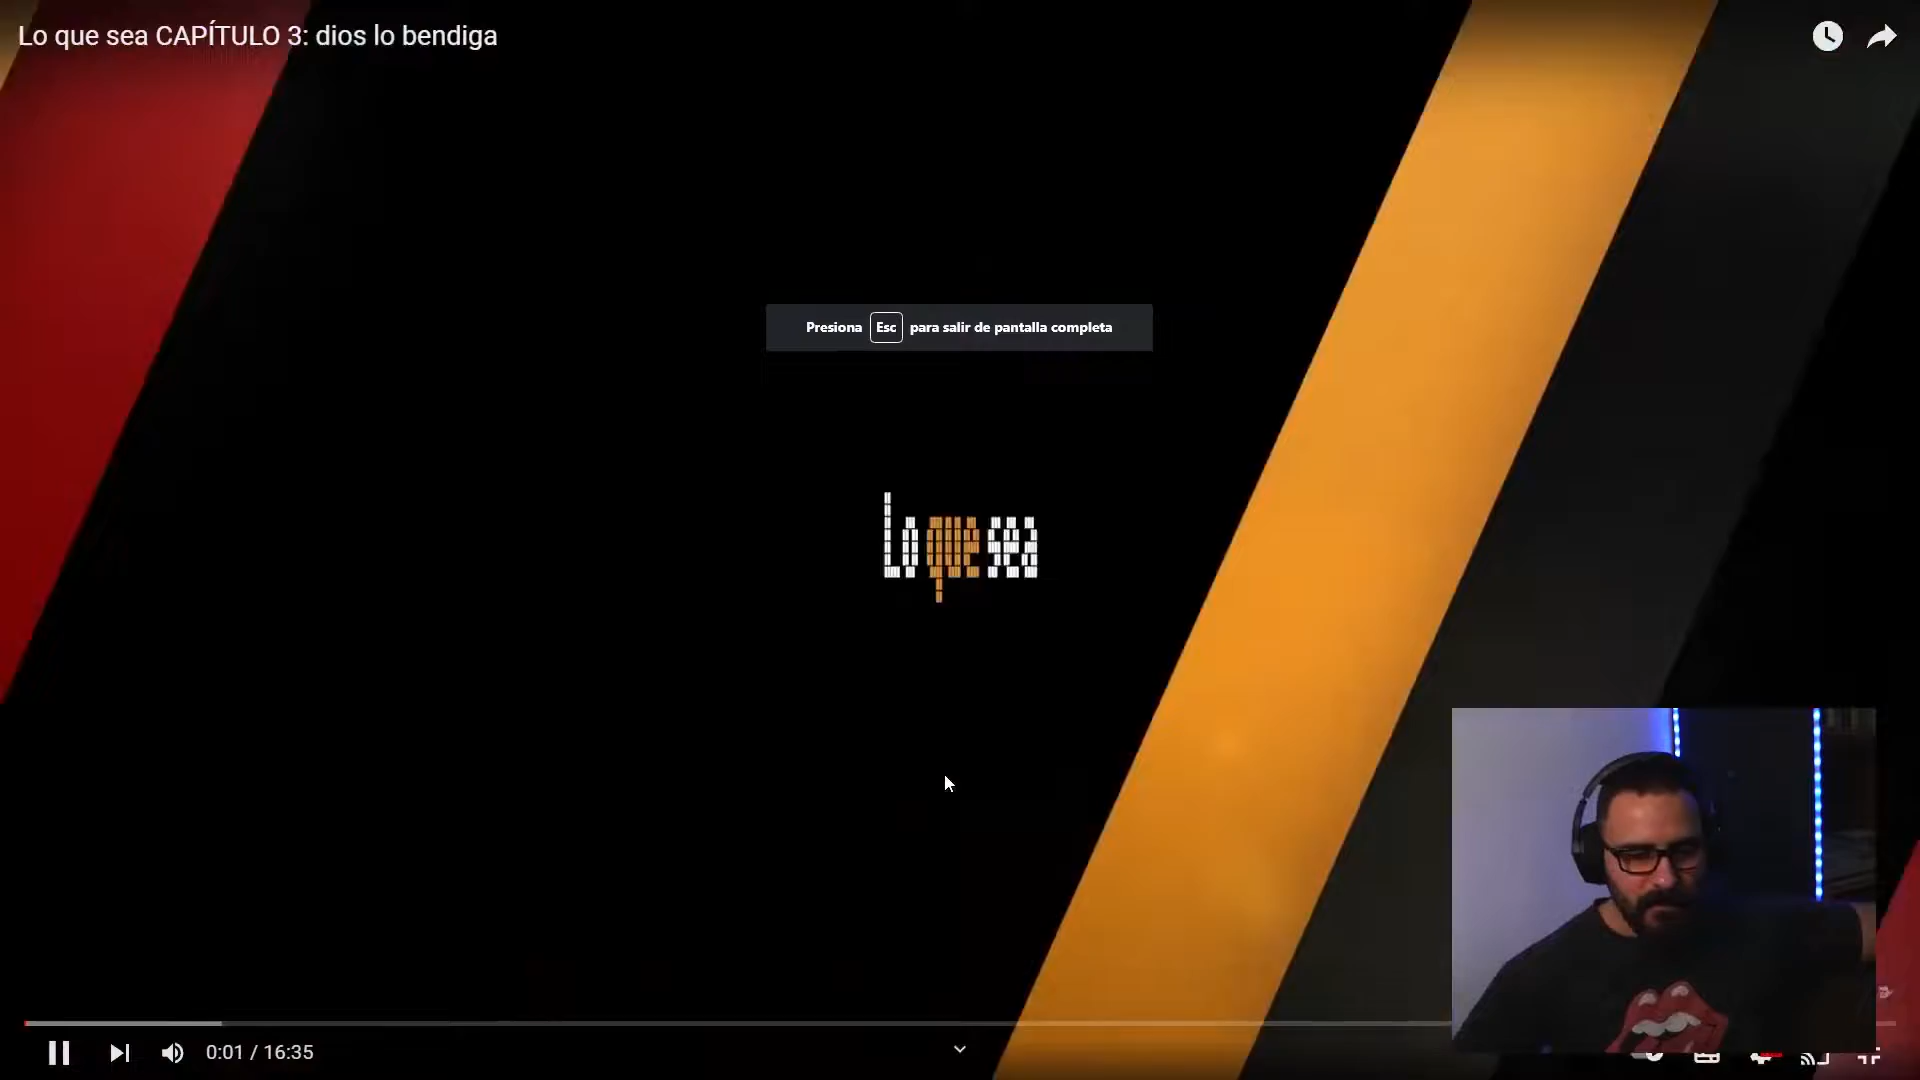 Lo que sea CAPÍTULO 3: dios lo bendiga
Presiona Esc para salir de pantalla completa
Lo que sea
0:01 / 16:35